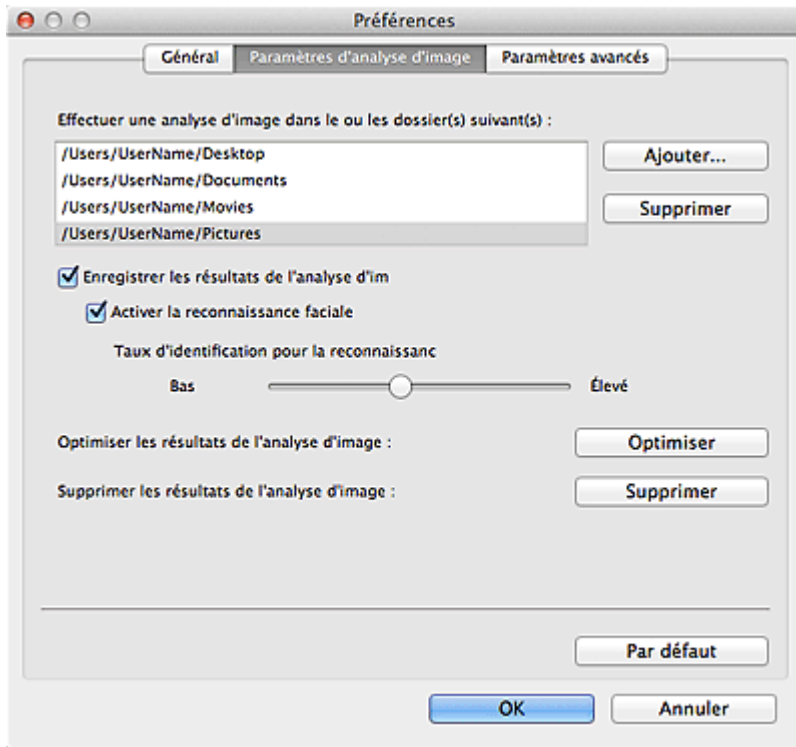 Préférences
Général Paramètres d'analyse d'image Paramètres avancés
Effectuer une analyse d'image dans le ou les dossier(s) suivant(s) :
/Users/UserName/Desktop
Ajouter...
/Users/UserName/Documents
/Users/UserName/Movies
Supprimer
/Users/UserName/Pictures
Enregistrer les résultats de l'analyse d'im
Activer la reconnaissance faciale
Taux d'identification pour la reconnaissanc
Bas Élevé
Optimiser les résultats de l'analyse d'image : Optimiser
Supprimer les résultats de l'analyse d'image : Supprimer
Par défaut
OK Annuler